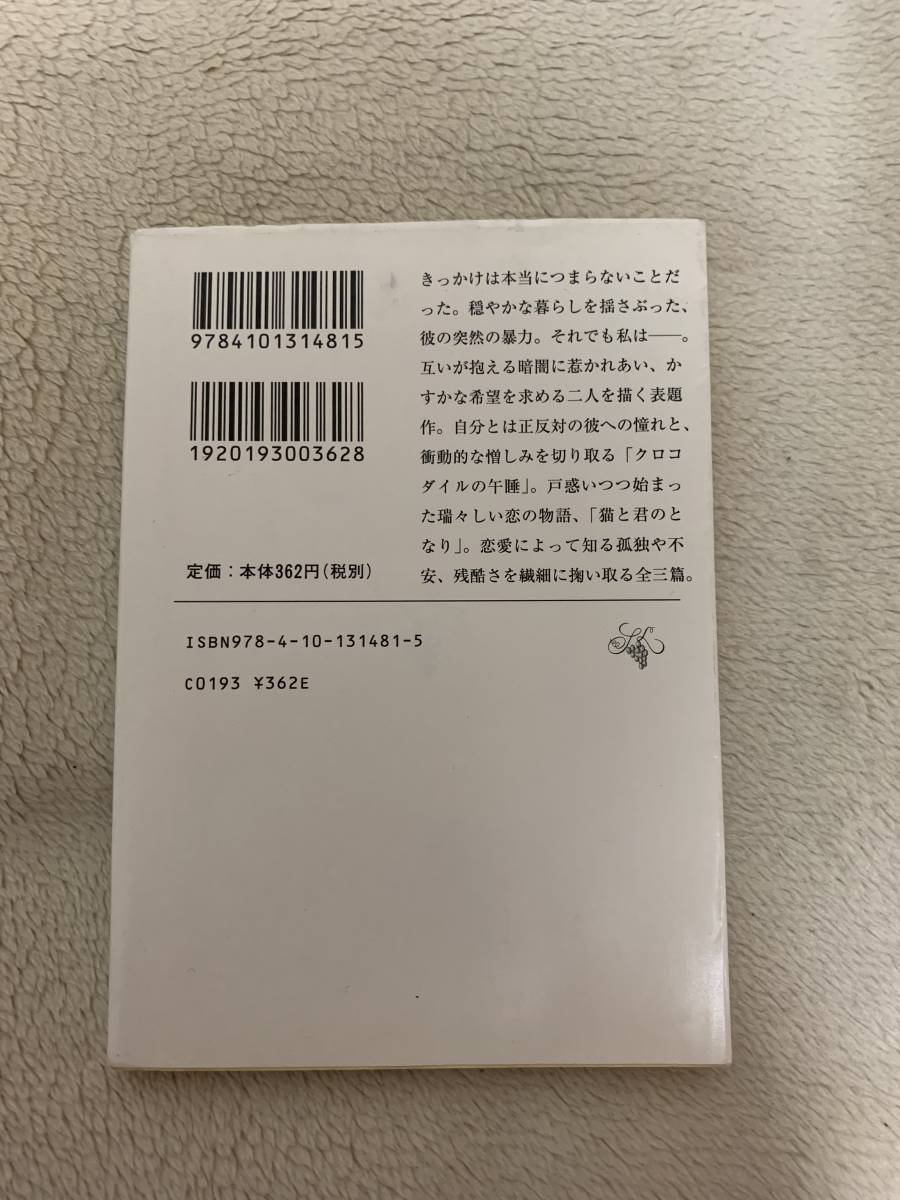 9784101314815
1920193003628
定価：本体362円（税別）
きっかけは本当につまらないことだ
った。穏やかな暮らしを揺さぶった、
彼の突然の暴力。それでも私は――。
互いが抱える暗闇に惹かれあい、か
すかな希望を求める二人を描く表題
作。自分とは正反対の彼への憧れと、
衝動的な憎しみを切り取る「クロコ
ダイルの午睡」。戸惑いつつ始まっ
た瑞々しい恋の物語、「猫と君のと
なり」。恋愛によって知る孤独や不
安、残酷さを繊細に掬い取る全三篇。
ISBN978-4-10-131481-5
C0193 ¥362E